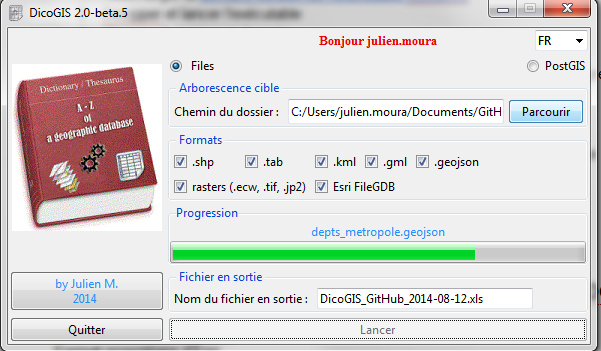 DicoGIS 2.0-beta.5
Bonjour julien.moura
FR
Files
PostGIS
Dictionary / Thesaurus
A - Z
of
a geographic database
Arborescence cible
Chemin du dossier : C:/Users/julien.moura/Documents/GitH Parcourir
Formats
.shp .tab .kml .gml .geojson
rasters (.ecw, .tif, .jp2) Esri FileGDB
Progression
depts_metropole.geojson
by Julien M.
2014
Fichier en sortie
Nom du fichier en sortie : DicoGIS_GitHub_2014-08-12.xls
Quitter
Lancer